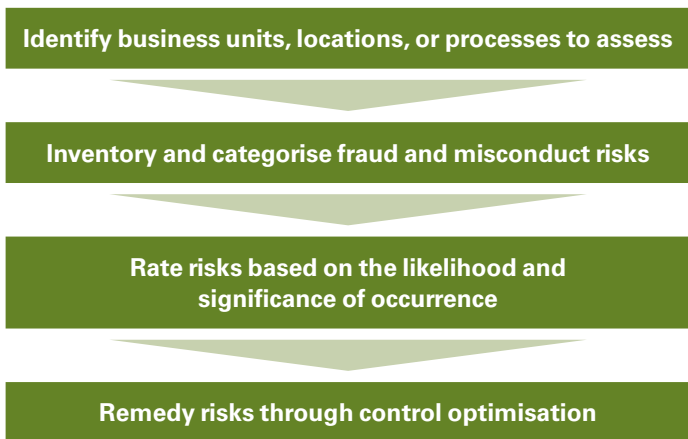 Identify business units, locations, or processes to assess
Inventory and categorise fraud and misconduct risks
Rate risks based on the likelihood and
significance of occurrence
Remedy risks through control optimisation